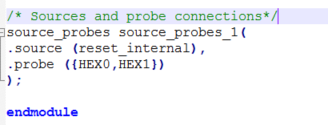 /* Sources and probe connections*/
source_probes source_probes_1(
.source (reset_internal),
.probe ({HEX0,HEX1})
);
endmodule